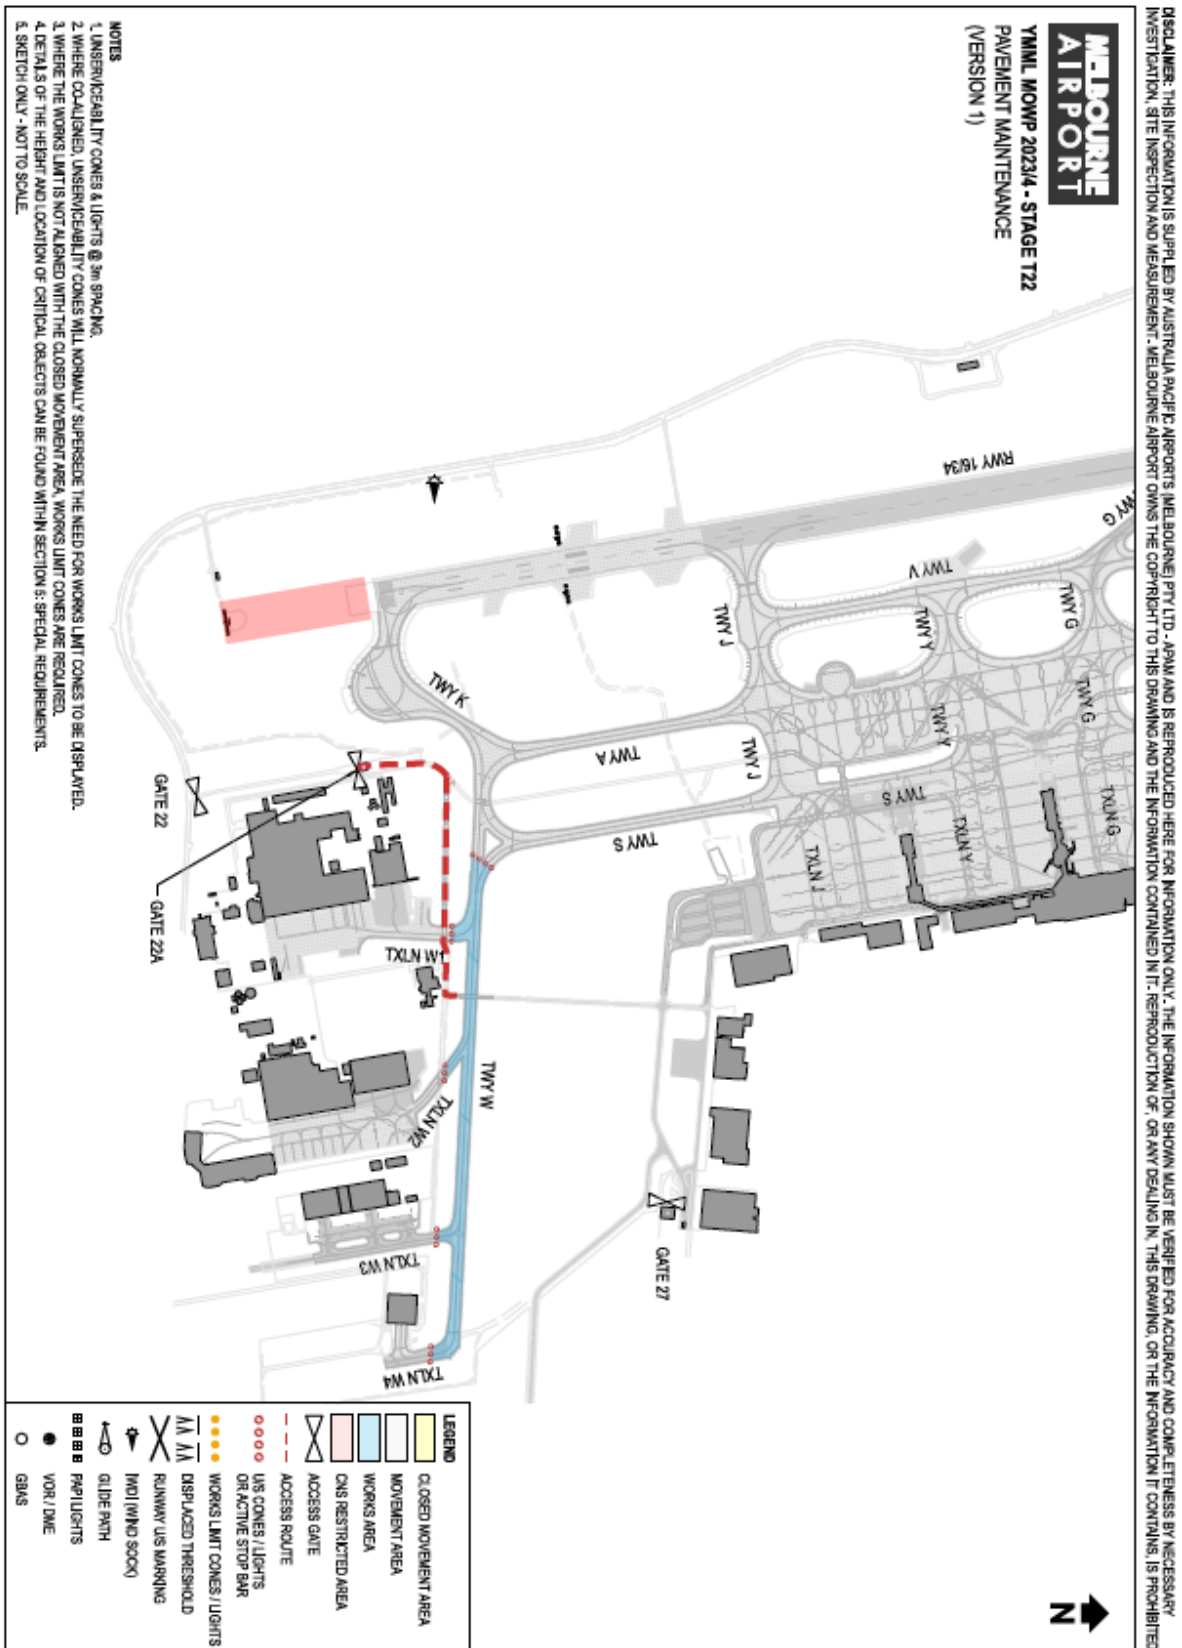 DISCLAIMER: THIS INFORMATION IS SUPPLIED BY AUSTRALIA PACIFIC AIRPORTS (MELBOURNE) PTY LTD - APAM AND IS REPRODUCED HERE FOR INFORMATION ONLY. THE INFORMATION SHOWN MUST BE VERIFIED FOR ACCURACY AND COMPLETENESS BY NECESSARY
INVESTIGATION, SITE INSPECTION AND MEASUREMENT. MELBOURNE AIRPORT OWNS THE COPYRIGHT TO THIS DRAWING AND THE INFORMATION CONTAINED IN IT. REPRODUCTION OF, OR ANY DEALING IN, THIS DRAWING, OR THE INFORMATION IT CONTAINS, IS PROHIBITED
MELBOURNE
AIRPORT
YMML MOWP 2023/4 - STAGE T22
PAVEMENT MAINTENANCE
(VERSION 1)
N
RWY 16/34
TWY G
TWY V
TWY G
TWY G
TWY J
TWY Y
TWY Y
TXLN G
TWY K
TWY A
TWY J
TWY S
TXLN Y
TWY S
TXLN J
GATE 22
GATE 22A
TXLN W1
TWY W
TXLN W2
TXLN W3
TXLN W4
GATE 27
NOTES
1. UNSERVICEABILITY CONES & LIGHTS @ 3m SPACING.
2. WHERE CO-ALIGNED, UNSERVICEABILITY CONES WILL NORMALLY SUPERSEDE THE NEED FOR WORKS LIMIT CONES TO BE DISPLAYED.
3. WHERE THE WORKS LIMIT IS NOT ALIGNED WITH THE CLOSED MOVEMENT AREA, WORKS LIMIT CONES ARE REQUIRED.
4. DETAILS OF THE HEIGHT AND LOCATION OF CRITICAL OBJECTS CAN BE FOUND WITHIN SECTION 5: SPECIAL REQUIREMENTS.
5. SKETCH ONLY - NOT TO SCALE.
LEGEND
CLOSED MOVEMENT AREA
MOVEMENT AREA
WORKS AREA
CNS RESTRICTED AREA
ACCESS GATE
ACCESS ROUTE
U/S CONES / LIGHTS
OR ACTIVE STOP BAR
WORKS LIMIT CONES / LIGHTS
DISPLACED THRESHOLD
RUNWAY U/S MARKING
IWDI (WIND SOCK)
GLIDE PATH
PAPI LIGHTS
VOR / DME
GBAS